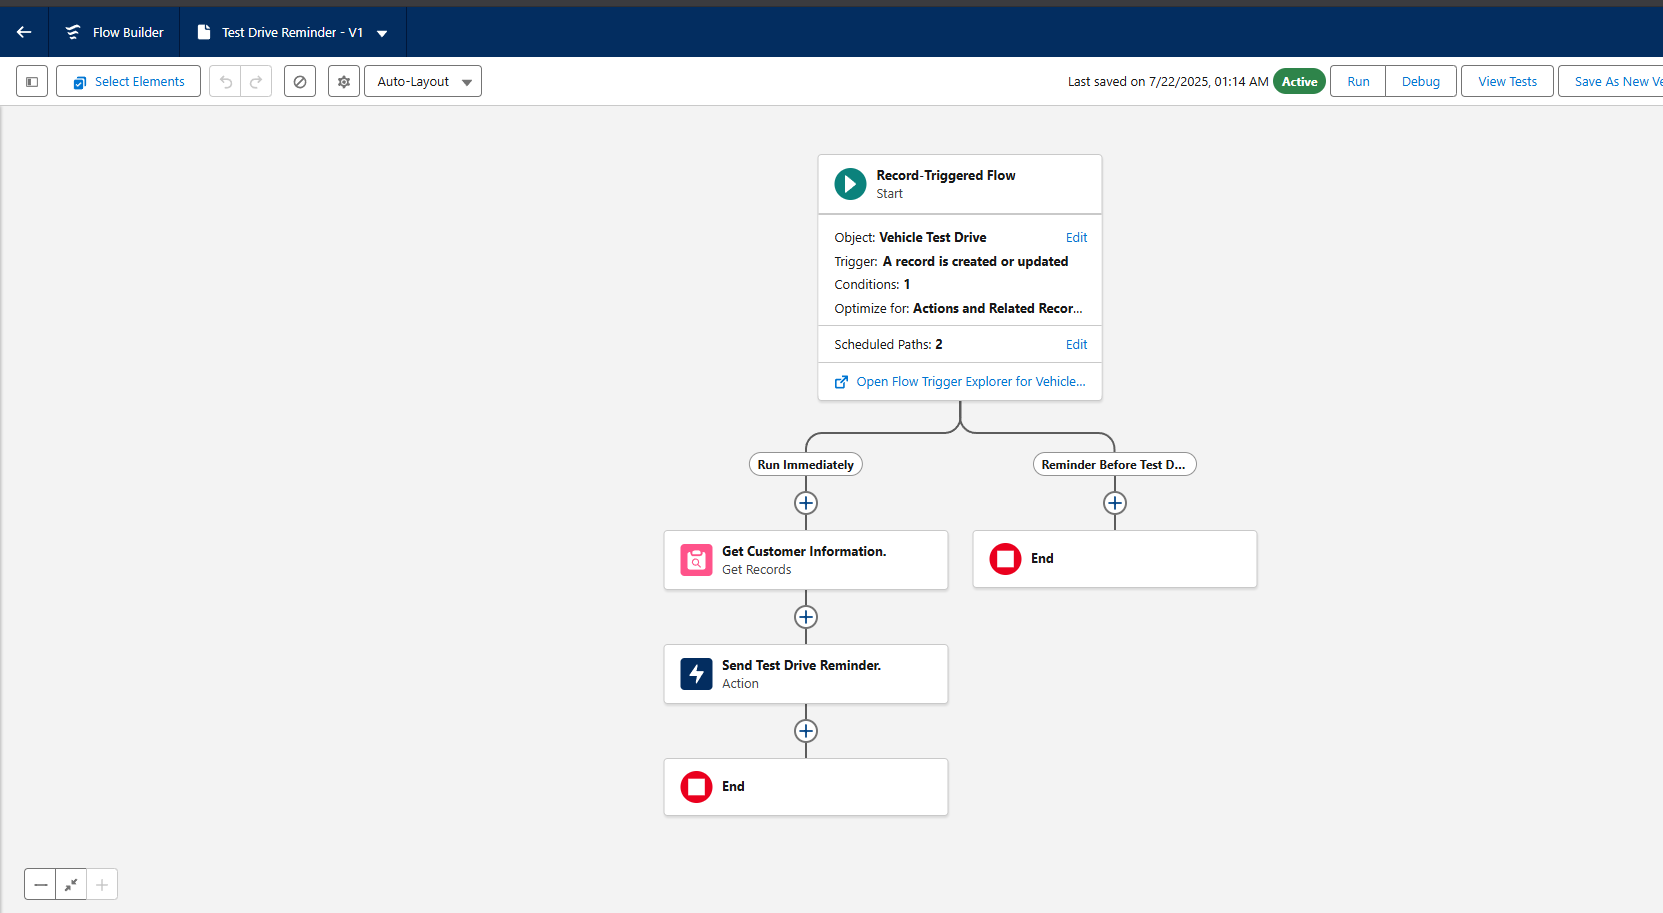 Flow Builder
Test Drive Reminder - V1
Select Elements
Auto-Layout
Last saved on 7/22/2025, 01:14 AM
Active
Run
Debug
View Tests
Save As New Ve
Record-Triggered Flow
Start
Object: Vehicle Test Drive
Edit
Trigger: A record is created or updated
Conditions: 1
Optimize for: Actions and Related Recor...
Scheduled Paths: 2
Edit
Open Flow Trigger Explorer for Vehicle...
Run Immediately
Reminder Before Test D...
Get Customer Information.
Get Records
End
Send Test Drive Reminder.
Action
End